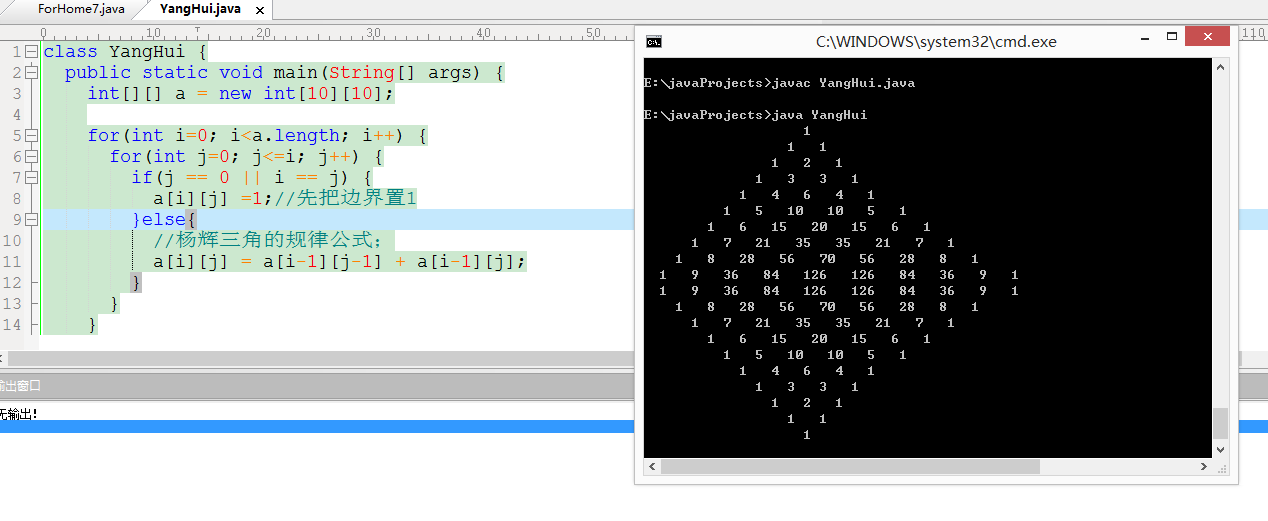 ForHome7.java YangHui.java ×
0 10 20 30 40 50 110
1 class YangHui {
2 public static void main(String[] args) {
3 int[][] a = new int[10][10];
4
5 for(int i=0; i<a.length; i++) {
6 for(int j=0; j<=i; j++) {
7 if(j == 0 || i == j) {
8 a[i][j] =1;//先把边界置1
9 }else{
10 //杨辉三角的规律公式;
11 a[i][j] = a[i-1][j-1] + a[i-1][j];
12 }
13 }
14 }
输出窗口
无输出!
C:\WINDOWS\system32\cmd.exe
E:\javaProjects>javac YangHui.java
E:\javaProjects>java YangHui
1
1 1
1 2 1
1 3 3 1
1 4 6 4 1
1 5 10 10 5 1
1 6 15 20 15 6 1
1 7 21 35 35 21 7 1
1 8 28 56 70 56 28 8 1
1 9 36 84 126 126 84 36 9 1
1 9 36 84 126 126 84 36 9 1
1 8 28 56 70 56 28 8 1
1 7 21 35 35 21 7 1
1 6 15 20 15 6 1
1 5 10 10 5 1
1 4 6 4 1
1 3 3 1
1 2 1
1 1
1